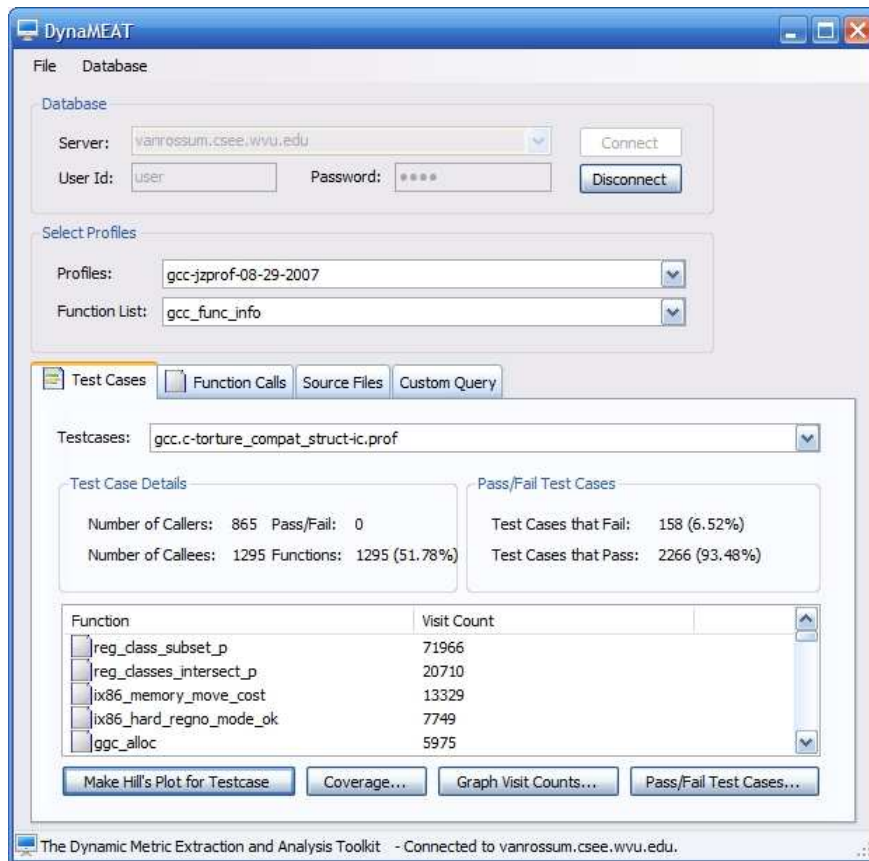 DynaMEAT
File Database
Database
Server: vanrossum.csee.wvu.edu Connect
User Id: user Password: •••• Disconnect
Select Profiles
Profiles: gcc-jzprof-08-29-2007
Function List: gcc_func_info
Test Cases Function Calls Source Files Custom Query
Testcases: gcc.c-torture_compat_struct-ic.prof
Test Case Details Pass/Fail Test Cases
Number of Callers: 865 Pass/Fail: 0 Test Cases that Fail: 158 (6.52%)
Number of Callees: 1295 Functions: 1295 (51.78%) Test Cases that Pass: 2266 (93.48%)
Function Visit Count
reg_class_subset_p 71966
reg_classes_intersect_p 20710
ix86_memory_move_cost 13329
ix86_hard_regno_mode_ok 7749
ggc_alloc 5975
Make Hill's Plot for Testcase Coverage... Graph Visit Counts... Pass/Fail Test Cases...
The Dynamic Metric Extraction and Analysis Toolkit - Connected to vanrossum.csee.wvu.edu.